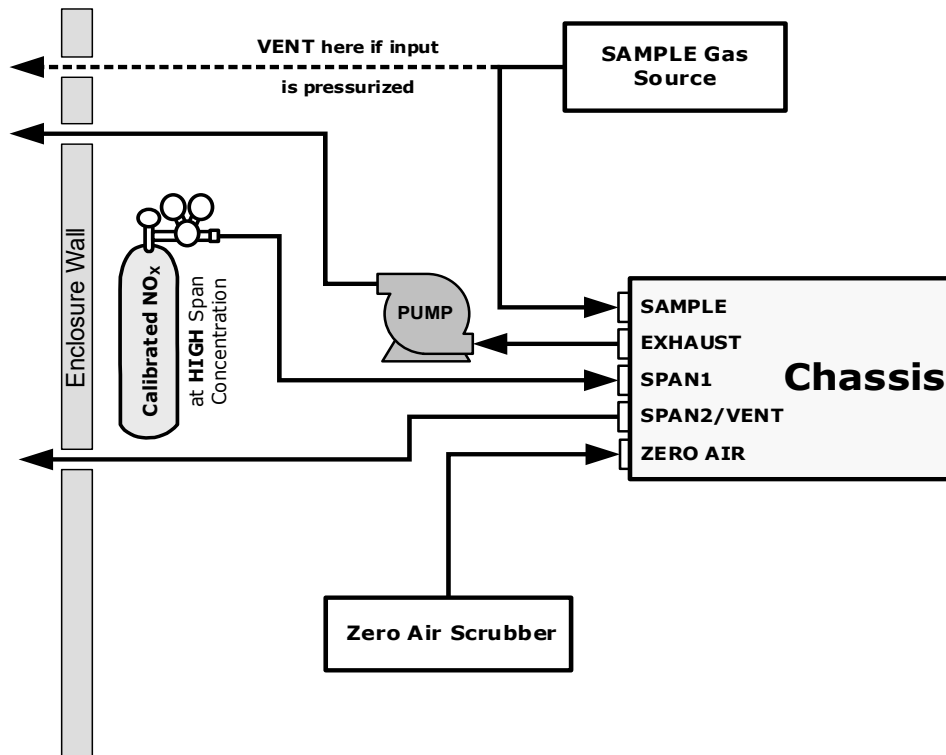 VENT here if input
is pressurized
SAMPLE Gas
Source
Enclosure Wall
Calibrated NOX
at HIGH Span
Concentration
PUMP
SAMPLE
EXHAUST
SPAN1
SPAN2/VENT
ZERO AIR
Chassis
Zero Air Scrubber